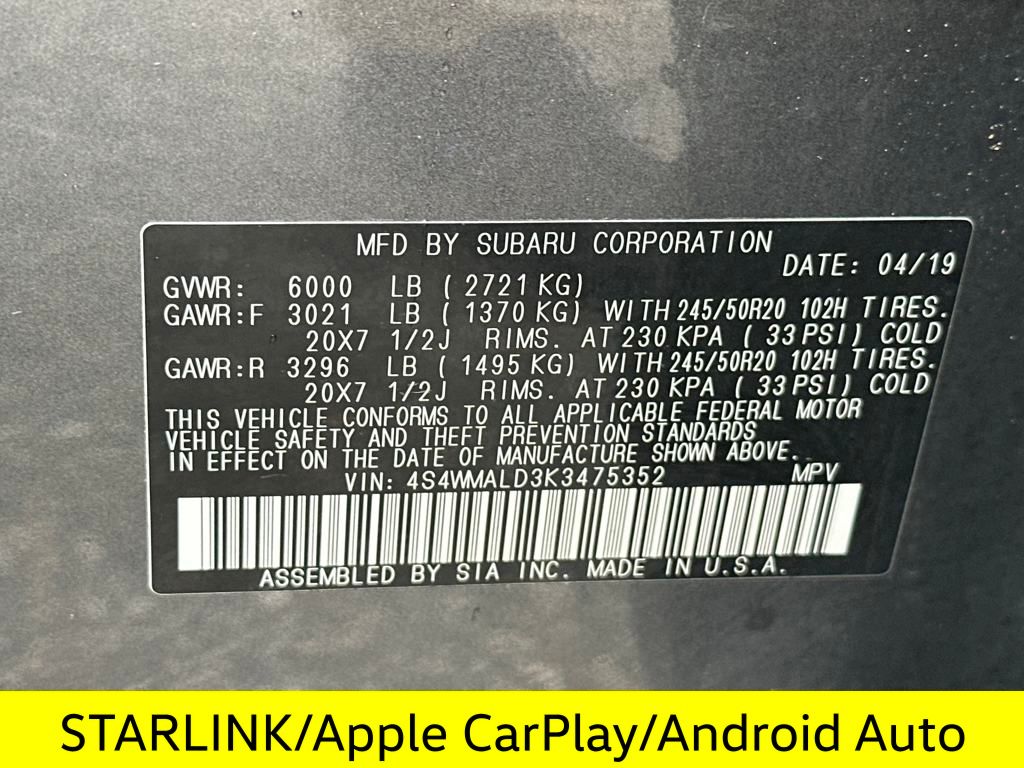 MFD BY SUBARU CORPORATION
DATE: 04/19
GVWR: 6000 LB ( 2721 KG)
GAWR:F 3021 LB ( 1370 KG) WITH 245/50R20 102H TIRES.
20X7 1/2J RIMS. AT 230 KPA ( 33 PSI) COLD
GAWR:R 3296 LB ( 1495 KG) WITH 245/50R20 102H TIRES.
20X7 1/2J RIMS. AT 230 KPA ( 33 PSI) COLD
THIS VEHICLE CONFORMS TO ALL APPLICABLE FEDERAL MOTOR
VEHICLE SAFETY AND THEFT PREVENTION STANDARDS
IN EFFECT ON THE DATE OF MANUFACTURE SHOWN ABOVE.
VIN: 4S4WMALD3K3475352 MPV
ASSEMBLED BY SIA INC. MADE IN U.S.A.
STARLINK/Apple CarPlay/Android Auto